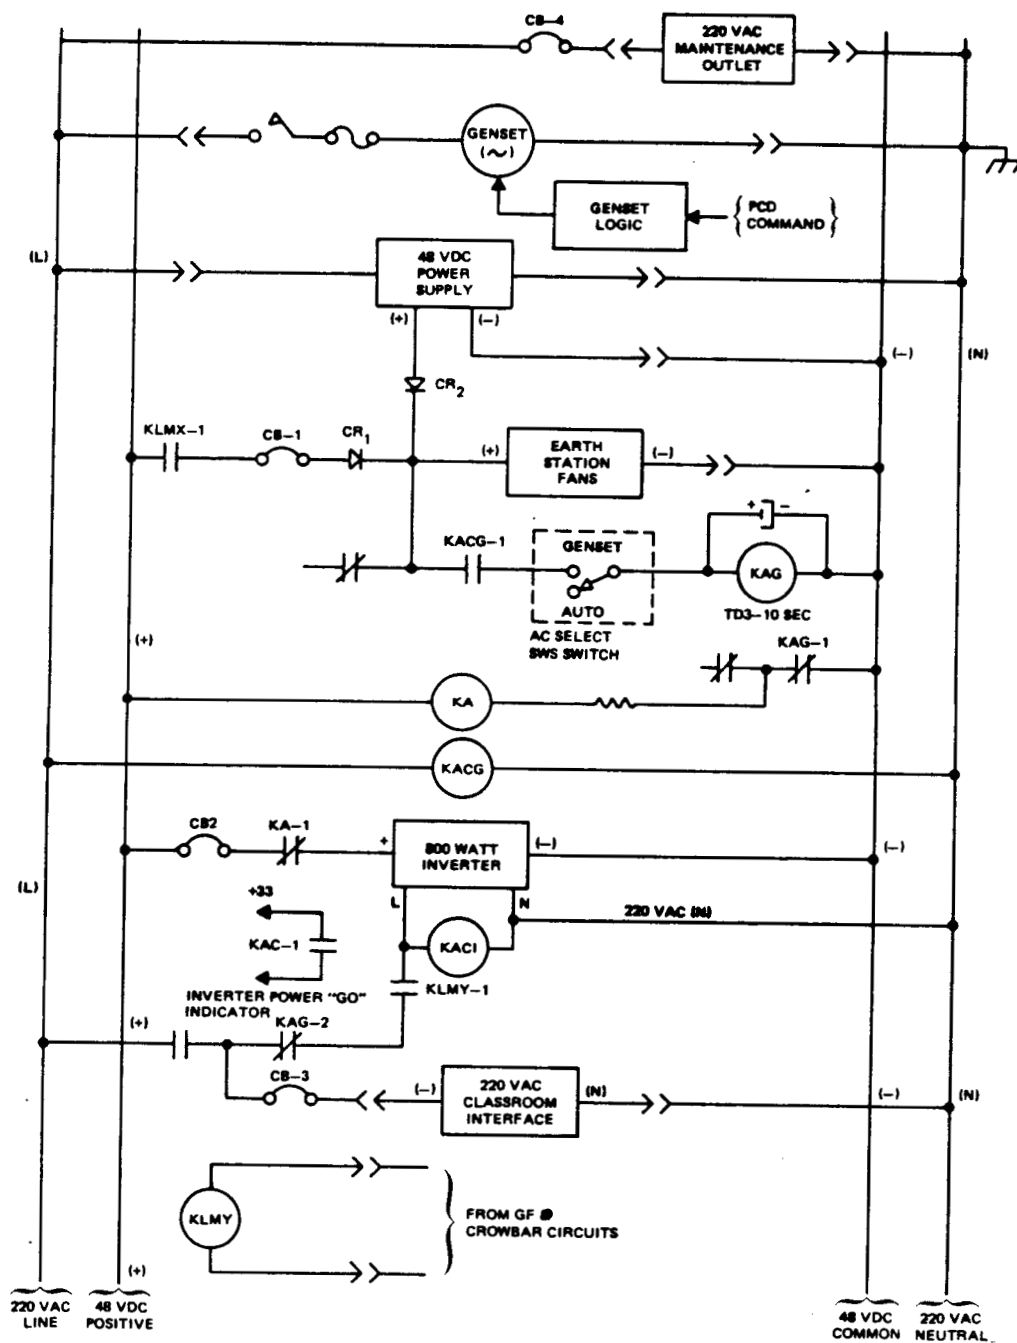 CB-4
220 VAC
MAINTENANCE
OUTLET
GENSET
(~)
GENSET
LOGIC
PCD
COMMAND
(L)
48 VDC
POWER
SUPPLY
(+) (-)
(-) (N)
CR2
KLMX-1 CB-1 CR1
(+)
EARTH
STATION
FANS
(-)
+ -
KACG-1
GENSET
AUTO
KAG
TD3-10 SEC
AC SELECT
SWS SWITCH
(+)
KAG-1
KA
KACG
CB2 KA-1
+
800 WATT
INVERTER
(-)
(-)
(L)
+33
L N
220 VAC (N)
KAC-1
KACI
KLMY-1
INVERTER POWER "GO"
INDICATOR
(+)
KAG-2
CB-3
(-)
220 VAC
CLASSROOM
INTERFACE
(N)
(-) (N)
KLMY
FROM GF Ø
CROWBAR CIRCUITS
(+)
220 VAC
LINE
48 VDC
POSITIVE
48 VDC
COMMON
220 VAC
NEUTRAL